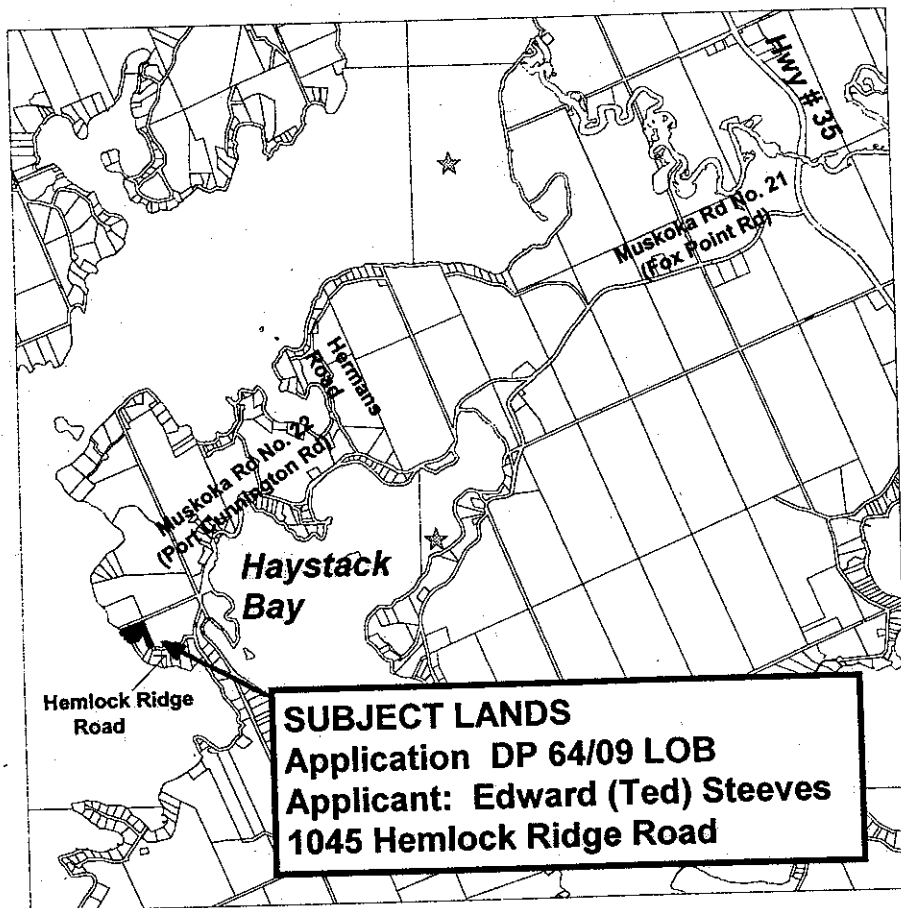 Hwy # 35
Muskoka Rd No. 21
(Fox Point Rd)
Hermans
Road
Muskoka Rd No. 22
(Port Cunnington Rd)
Haystack
Bay
Hemlock Ridge
Road
SUBJECT LANDS
Application DP 64/09 LOB
Applicant: Edward (Ted) Steeves
1045 Hemlock Ridge Road